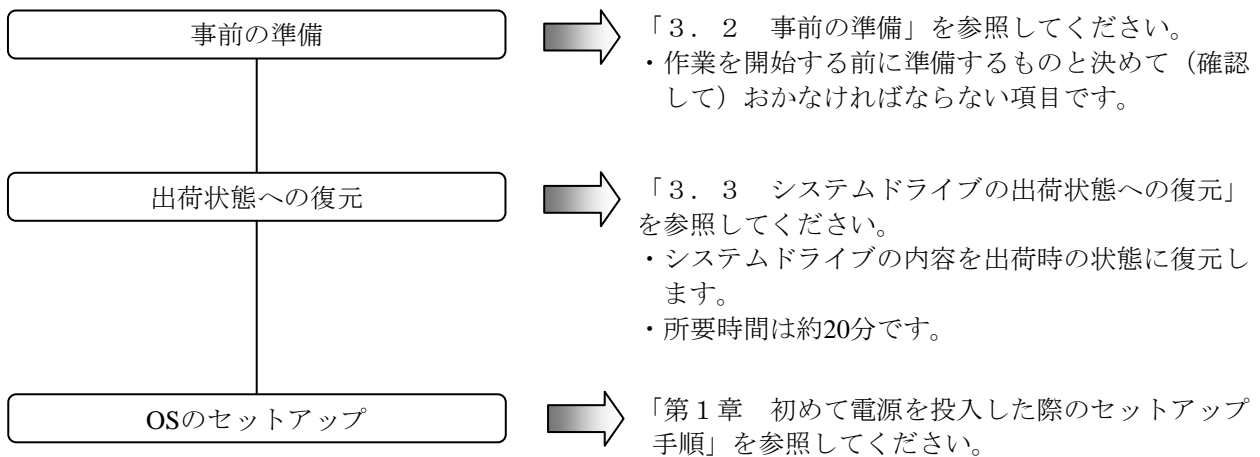 事前の準備
「３．２　事前の準備」を参照してください。
・作業を開始する前に準備するものと決めて（確認
して）おかなければならない項目です。
出荷状態への復元
「３．３　システムドライブの出荷状態への復元」
を参照してください。
・システムドライブの内容を出荷時の状態に復元し
ます。
・所要時間は約20分です。
OSのセットアップ
「第１章　初めて電源を投入した際のセットアップ
手順」を参照してください。